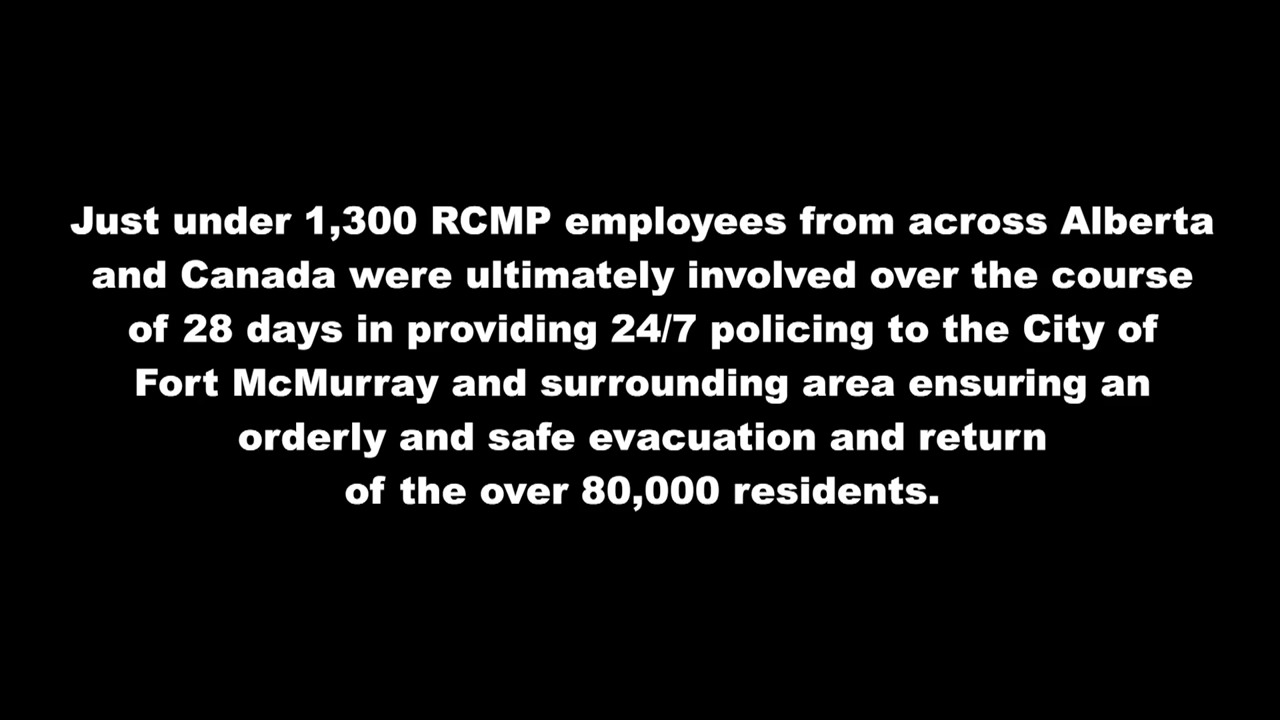 Just under 1,300 RCMP employees from across Alberta
and Canada were ultimately involved over the course
of 28 days in providing 24/7 policing to the City of
Fort McMurray and surrounding area ensuring an
orderly and safe evacuation and return
of the over 80,000 residents.